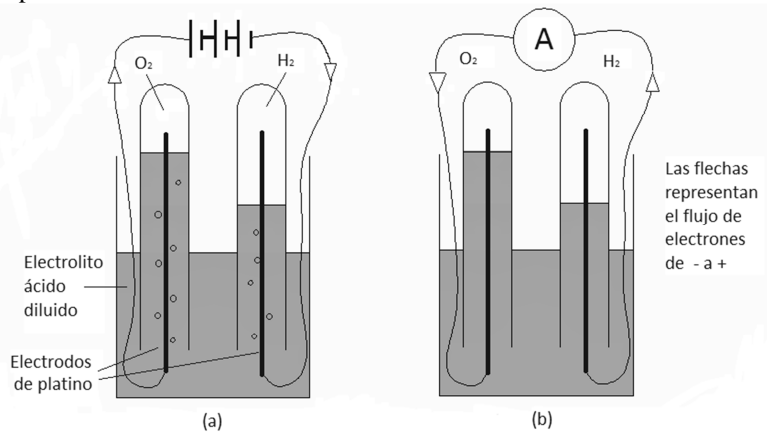 O₂
H₂
Electrolito
ácido
diluido
Electrodos
de platino
(a)
A
O₂
H₂
Las flechas
representan
el flujo de
electrones
de - a +
(b)